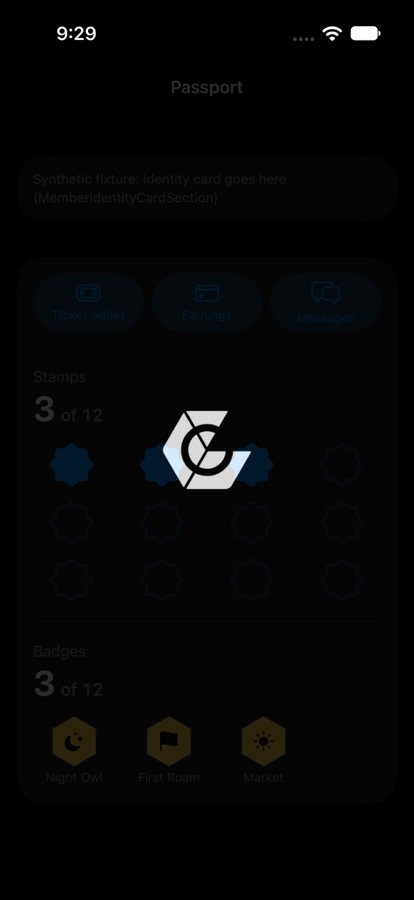 9:29
Passport
Synthetic fixture: identity card goes here
(MemberIdentityCardSection)
Ticket wallet
Earnings
Messages
Stamps
3 of 12
Badges
3 of 12
Night Owl
First Roam
Market